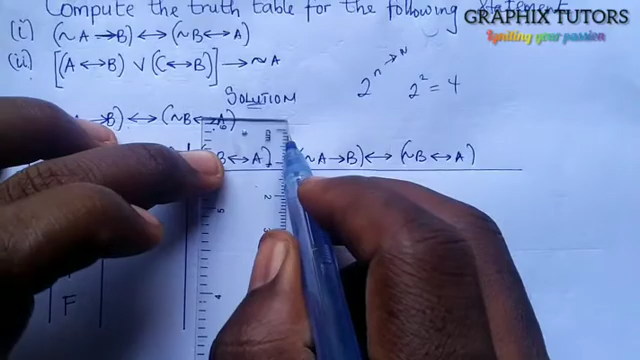 Compute the truth table for the following statement
GRAPHIX TUTORS
Igniting your passion
(i) (~A→B)↔(~B↔A)
(ii) [(A↔B) ∨ (C↔B)]→~A
SOLUTION
2ⁿ → N
2² = 4
→B)↔(~B↔A)
B↔A)
(~A→B)↔(~B↔A)
F